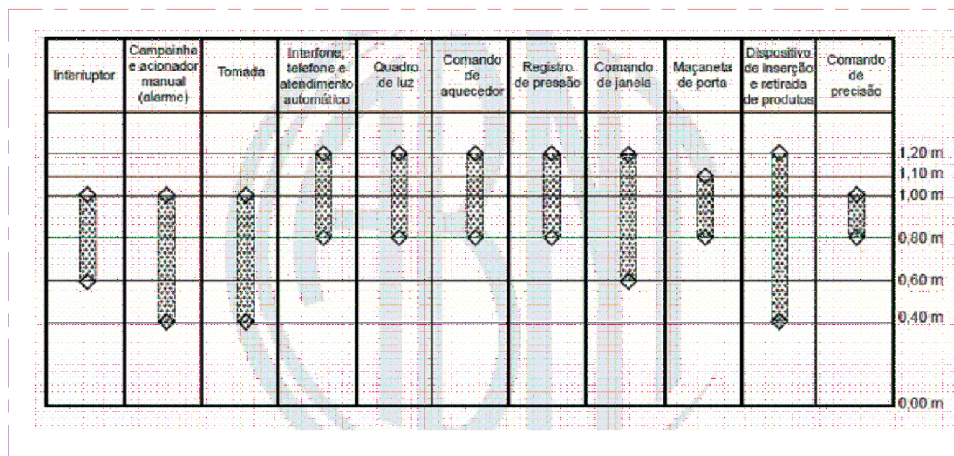 Interruptor
Campainha
e acionador
manual
(alarme)
Tomada
Interfone,
telefone e
atendimento
automático
Quadro
de luz
Comando
de
aquecedor
Registro
de pressão
Comando
de janela
Maçaneta
de porta
Dispositivo
de inserção
e retirada
de produtos
Comando
de
precisão
1,20 m
1,10 m
1,00 m
0,80 m
0,60 m
0,40 m
0,00 m